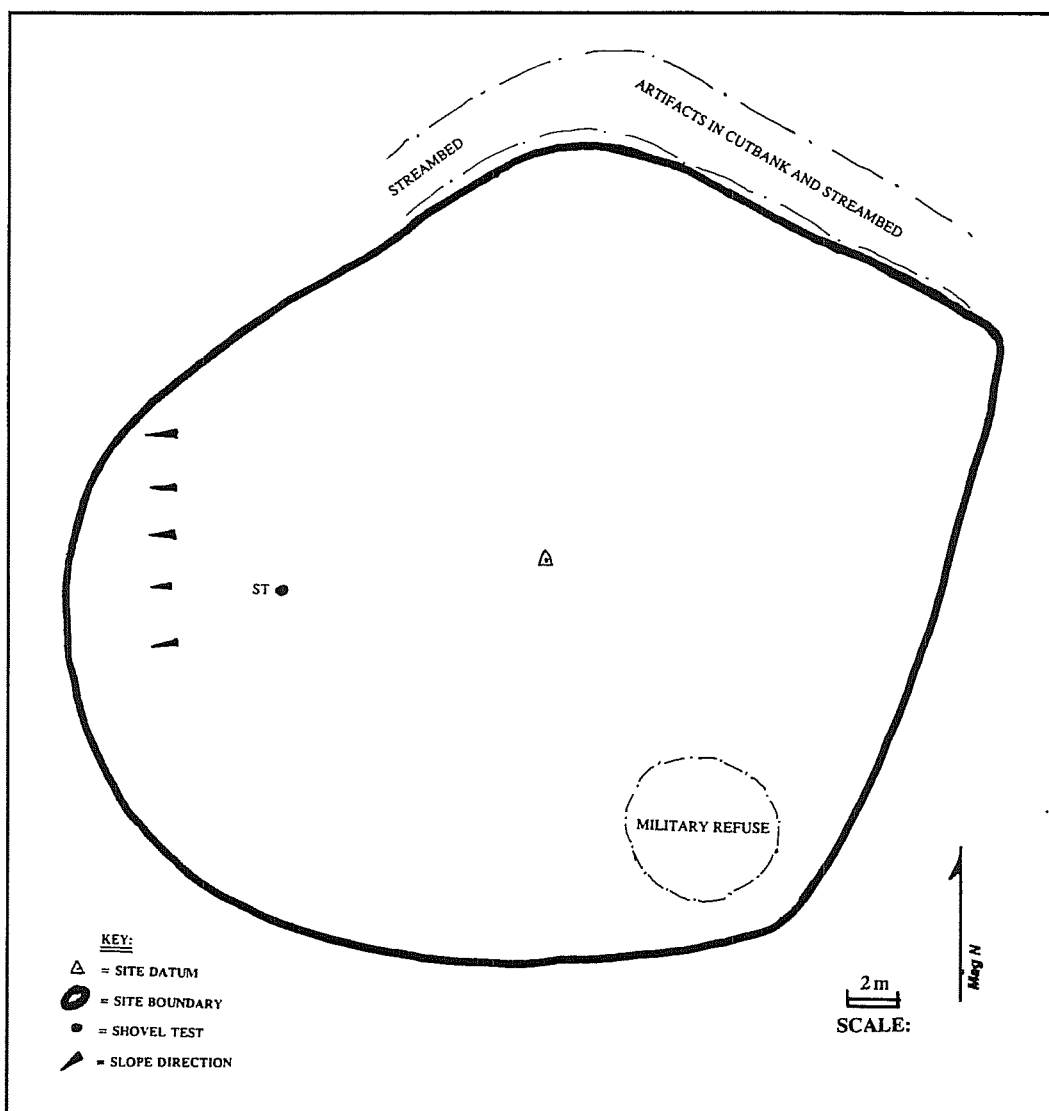 STREAMBED
ARTIFACTS IN CUTBANK AND STREAMBED
ST
MILITARY REFUSE
KEY:
= SITE DATUM
= SITE BOUNDARY
= SHOVEL TEST
= SLOPE DIRECTION
2 m
SCALE:
Mag N